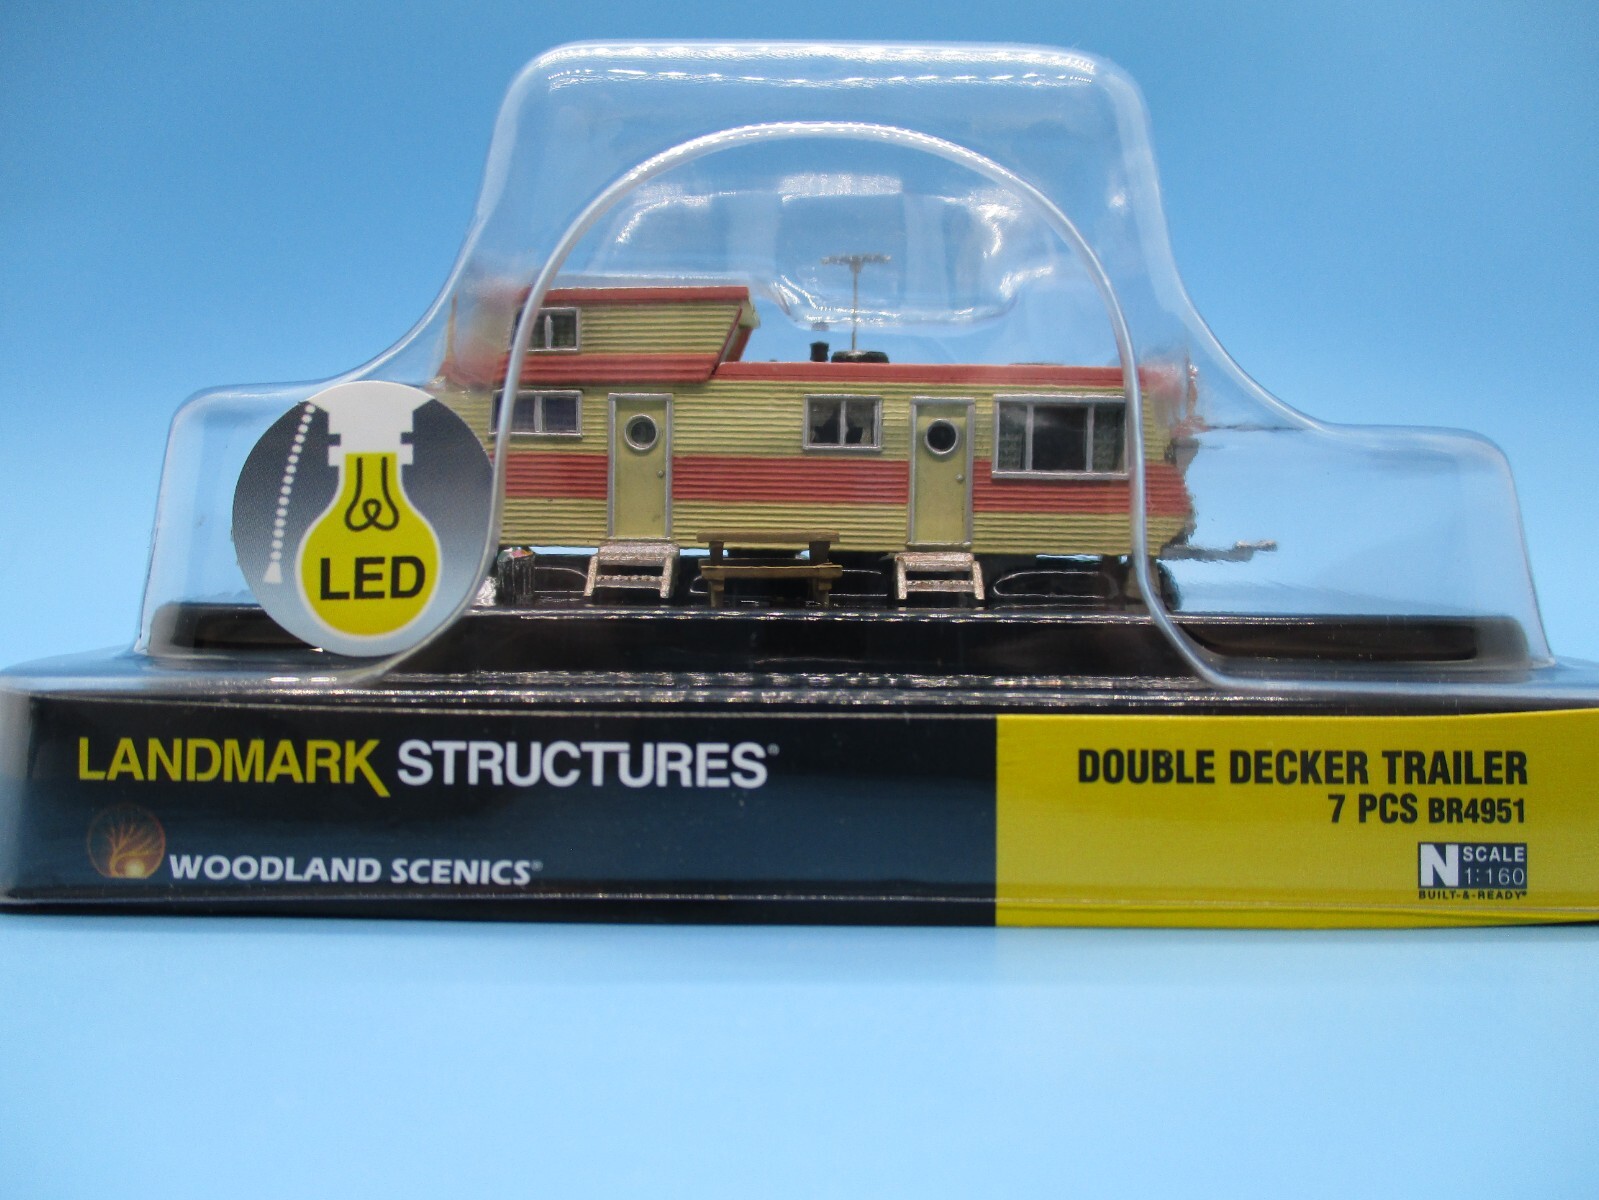 LED
LANDMARK STRUCTURES®
WOODLAND SCENICS®
DOUBLE DECKER TRAILER
7 PCS BR4951
N SCALE
1:160
BUILT-&-READY®